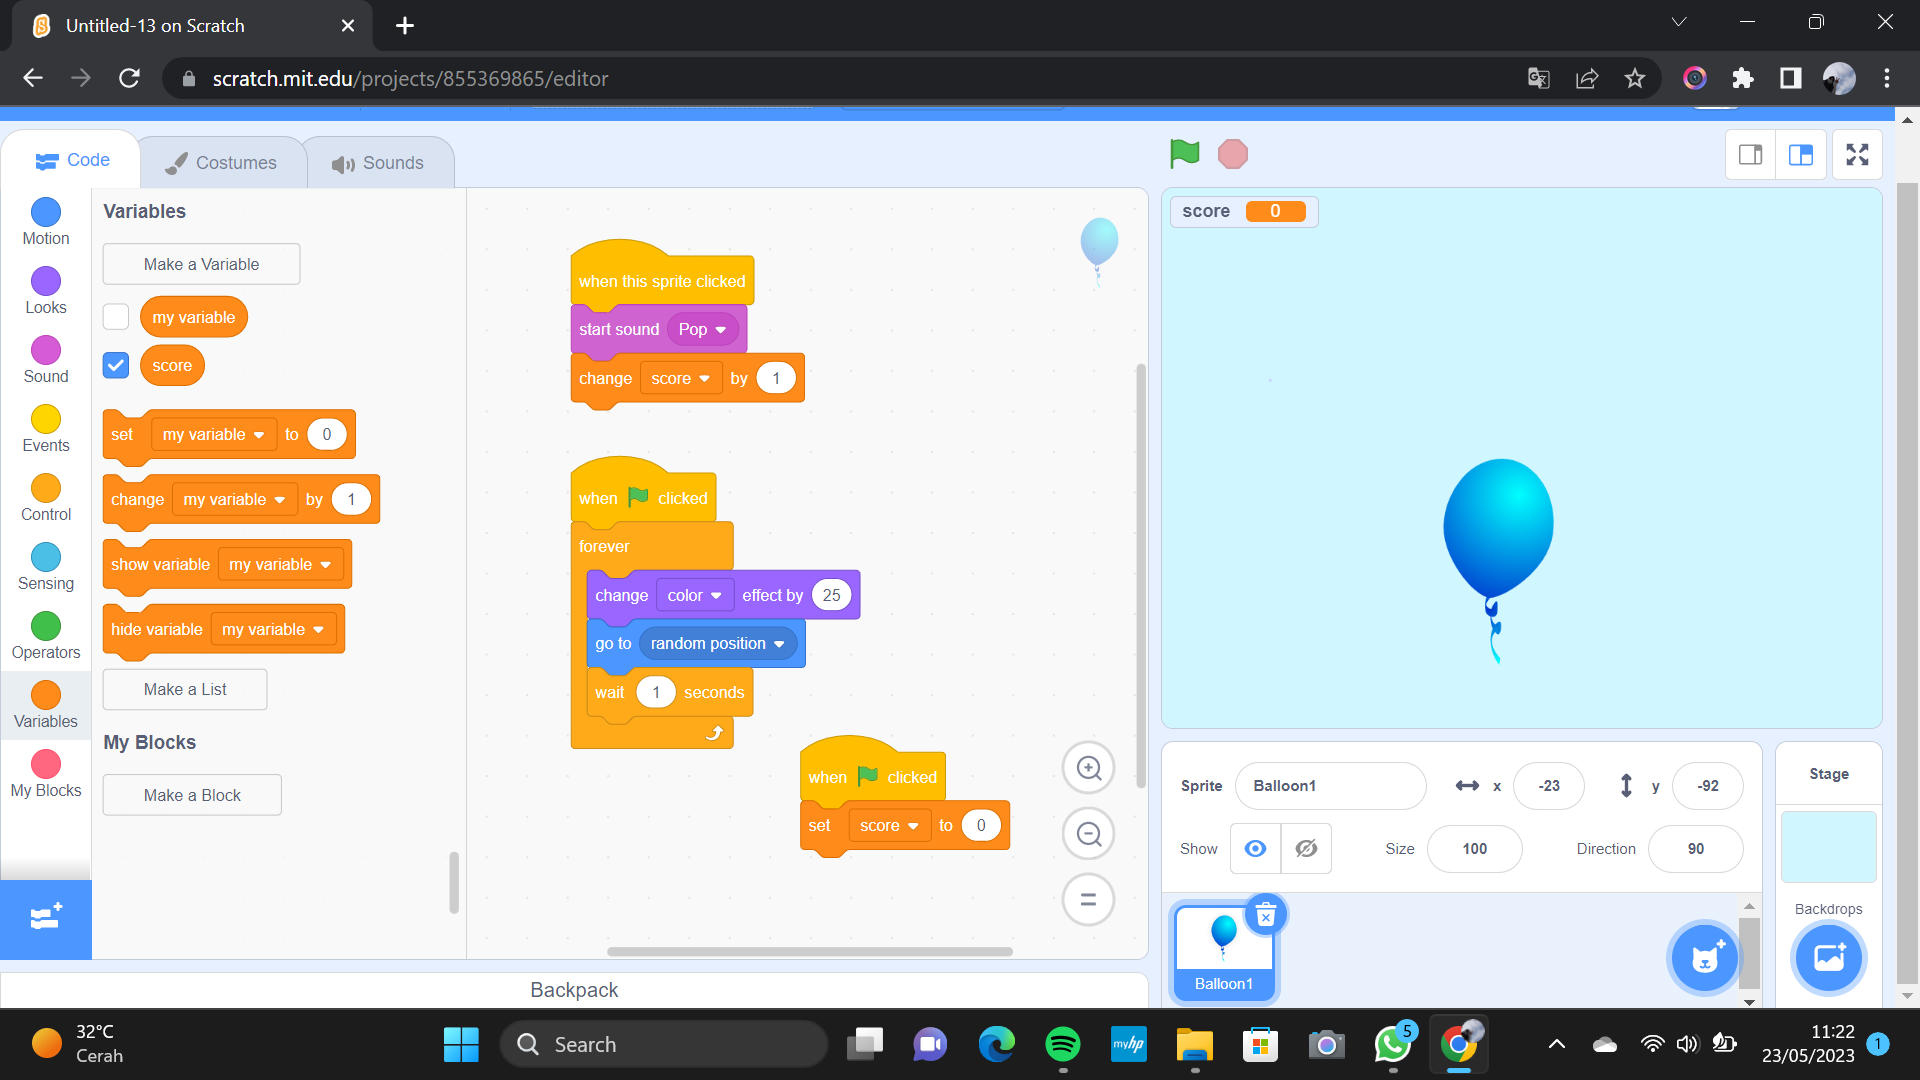 Untitled-13 on Scratch
scratch.mit.edu/projects/855369865/editor
Code
Costumes
Sounds
Motion
Looks
Sound
Events
Control
Sensing
Operators
Variables
My Blocks
Variables
Make a Variable
my variable
score
set my variable to 0
change my variable by 1
show variable my variable
hide variable my variable
Make a List
My Blocks
Make a Block
when this sprite clicked
start sound Pop
change score by 1
when clicked
forever
change color effect by 25
go to random position
wait 1 seconds
when clicked
set score to 0
Backpack
score 0
Sprite Balloon1 x -23 y -92
Show Size 100 Direction 90
Balloon1
Stage
Backdrops
32°C
Cerah
Search
myhp
5
11:22
23/05/2023
1